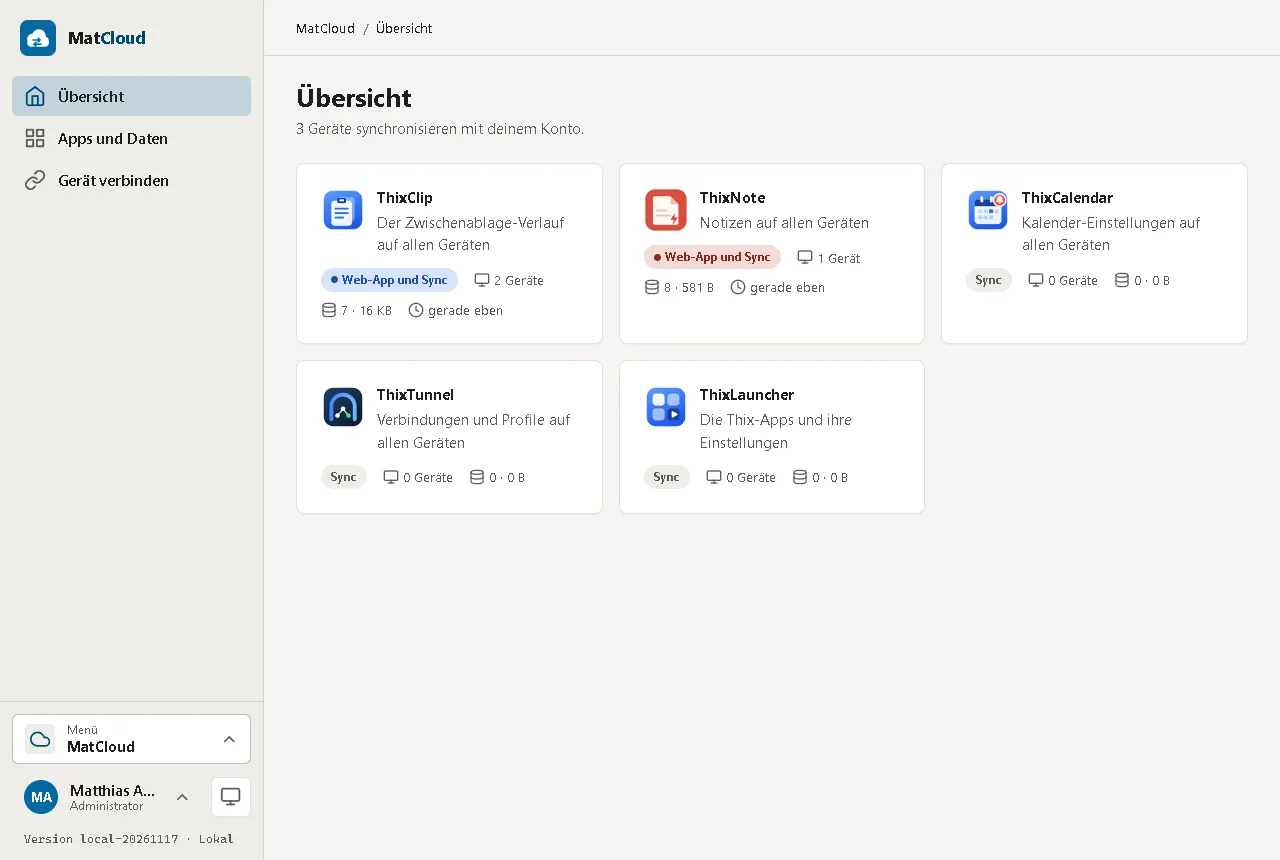 MatCloud
Übersicht
Apps und Daten
Gerät verbinden
Menü
MatCloud
MA
Matthias A...
Administrator
Version local-20261117 · Lokal
MatCloud / Übersicht
Übersicht
3 Geräte synchronisieren mit deinem Konto.
ThixClip
Der Zwischenablage-Verlauf
auf allen Geräten
Web-App und Sync 2 Geräte
7 · 16 KB gerade eben
ThixNote
Notizen auf allen Geräten
Web-App und Sync 1 Gerät
8 · 581 B gerade eben
ThixCalendar
Kalender-Einstellungen auf
allen Geräten
Sync 0 Geräte 0 · 0 B
ThixTunnel
Verbindungen und Profile auf
allen Geräten
Sync 0 Geräte 0 · 0 B
ThixLauncher
Die Thix-Apps und ihre
Einstellungen
Sync 0 Geräte 0 · 0 B